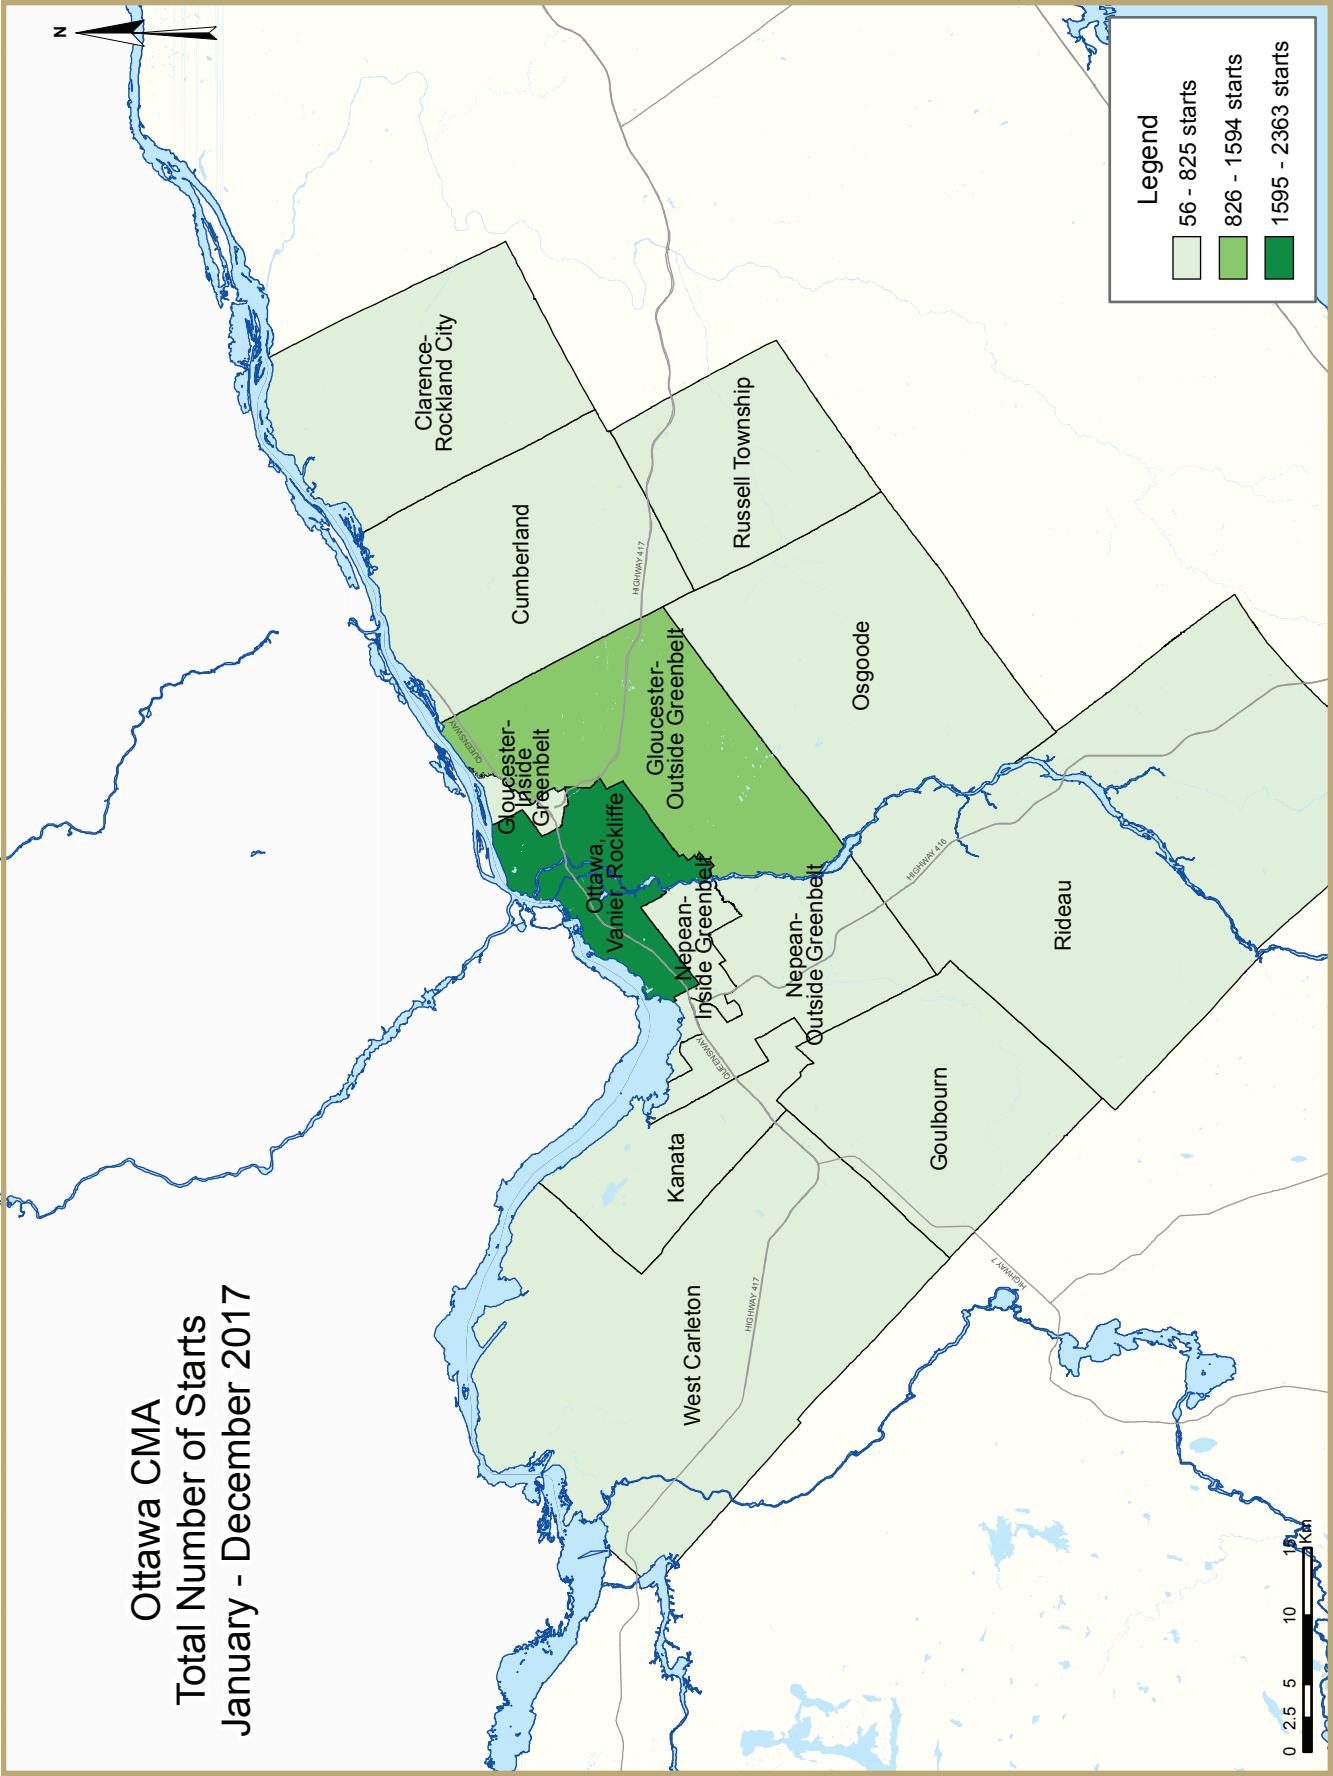 Ottawa CMA
Total Number of Starts
January - December 2017
N
Clarence-
Rockland City
Cumberland
Russell Township
HIGHWAY 417
QUEENSWAY
Gloucester-
Inside
Greenbelt
Gloucester-
Outside Greenbelt
Osgoode
Ottawa,
Vanier, Rockliffe
Nepean-
Inside Greenbelt
Nepean-
Outside Greenbelt
HIGHWAY 416
Rideau
QUEENSWAY
Kanata
Goulbourn
West Carleton
HIGHWAY 417
HIGHWAY 7
Legend
56 - 825 starts
826 - 1594 starts
1595 - 2363 starts
0 2.5 5 10 15
Km